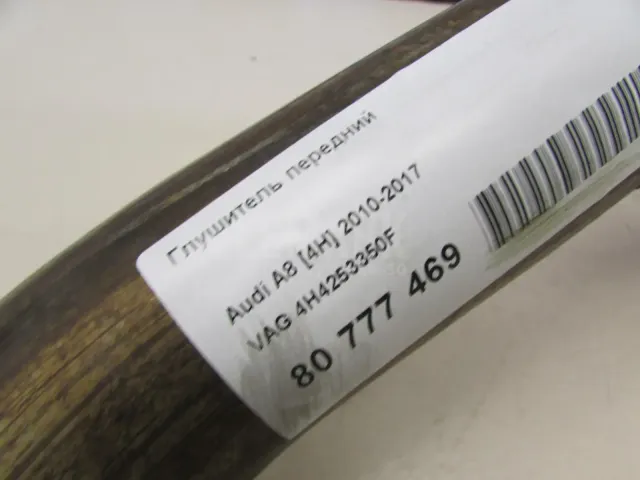 Глушитель передний
Audi A8 [4H] 2010-2017
VAG 4H4253350F
80 777 469